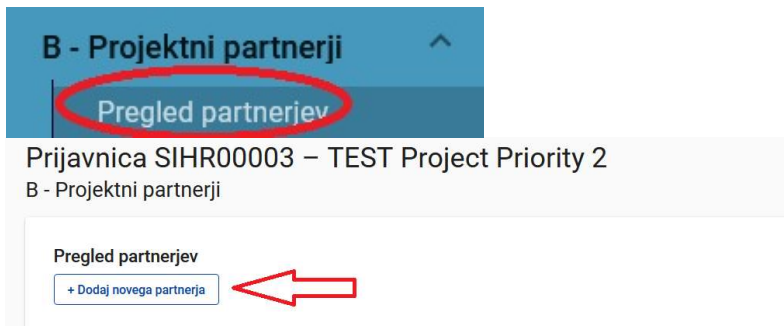 B - Projektni partnerji
Pregled partnerjev
Prijavnica SIHR00003 – TEST Project Priority 2
B - Projektni partnerji
Pregled partnerjev
+ Dodaj novega partnerja